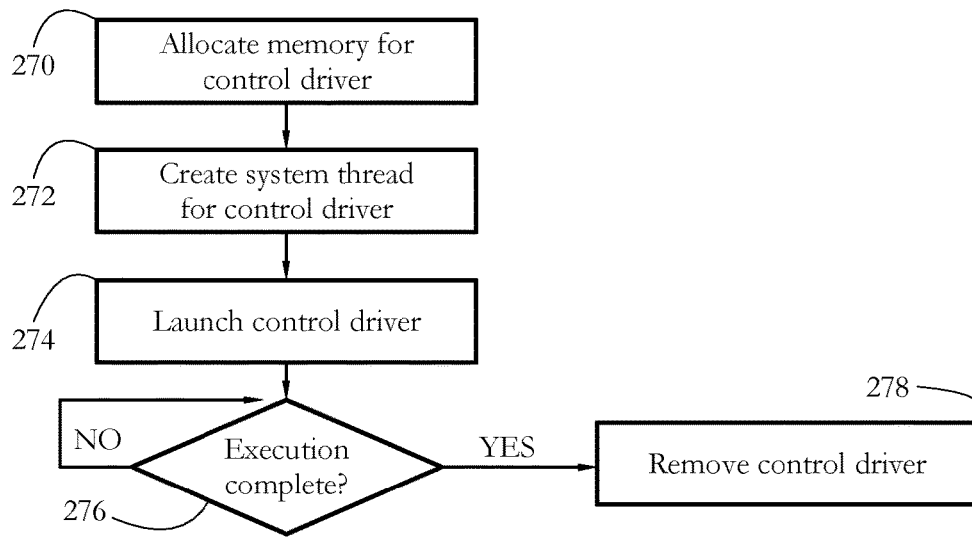 270
Allocate memory for
control driver
272
Create system thread
for control driver
274
Launch control driver
278
NO
Execution
complete?
YES
Remove control driver
276